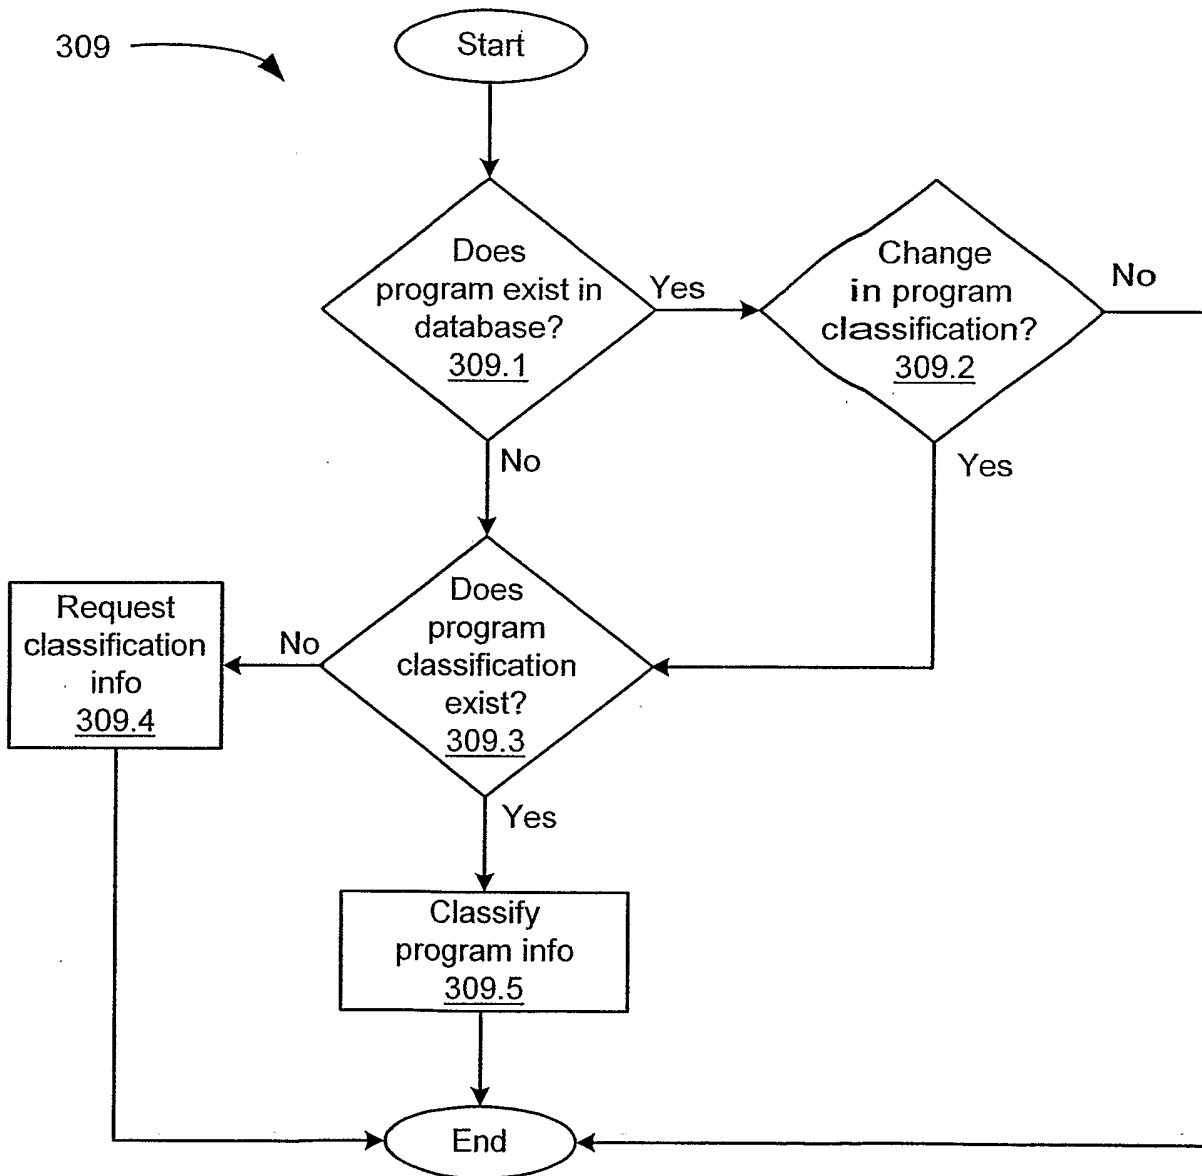 309
Start
Does
program exist in
database?
309.1
Yes
Change
in program
classification?
309.2
No
No
Yes
Request
classification
info
309.4
No
Does
program
classification
exist?
309.3
Yes
Classify
program info
309.5
End